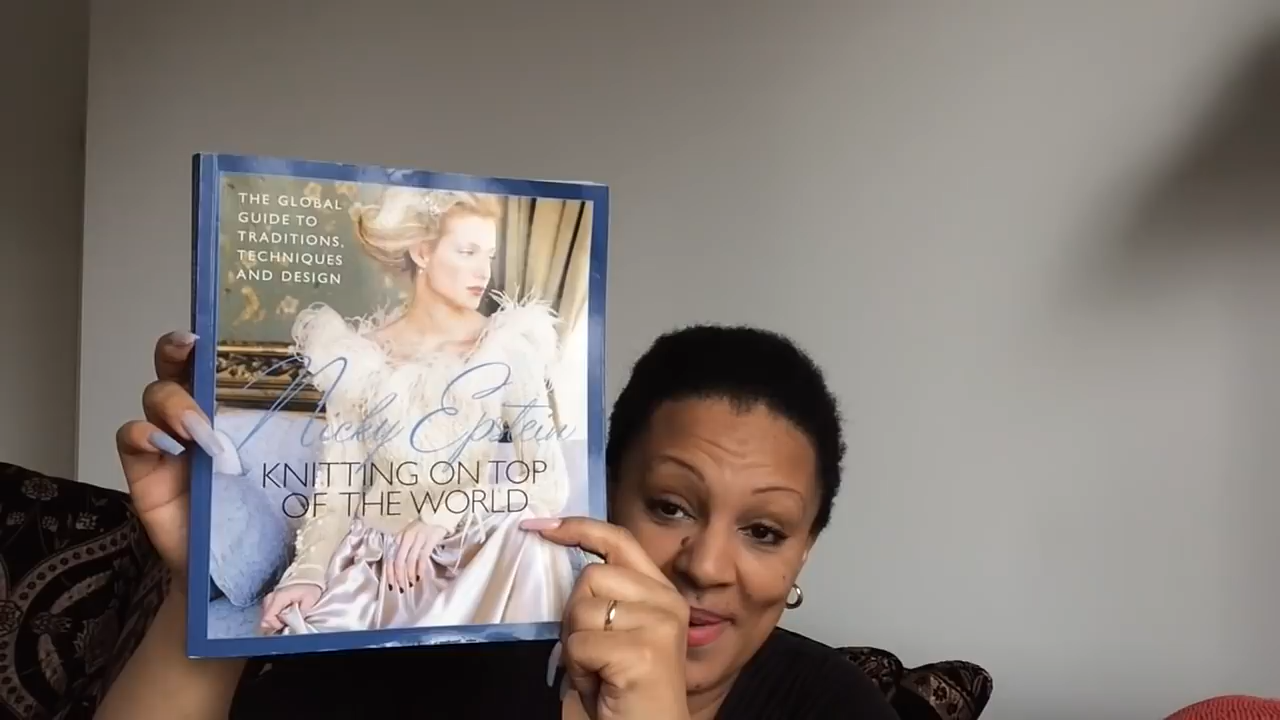 THE GLOBAL
GUIDE TO
TRADITIONS,
TECHNIQUES
AND DESIGN
Nicky Epstein
KNITTING ON TOP
OF THE WORLD